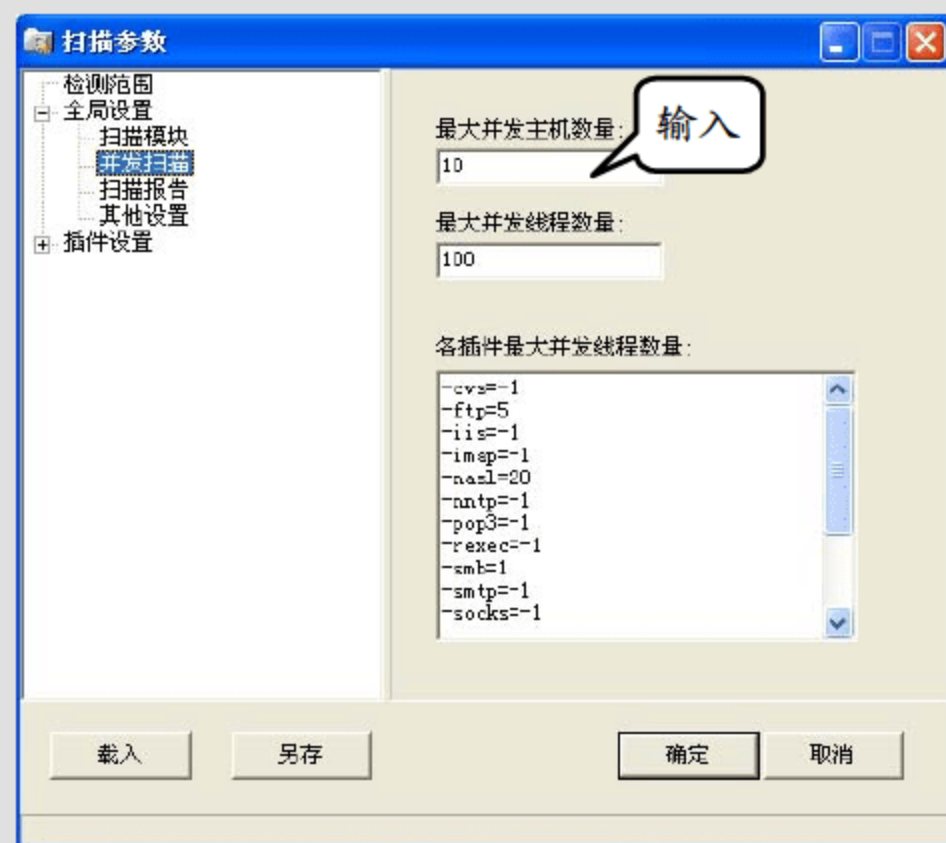 扫描参数
检测范围
全局设置
扫描模块
并发扫描
扫描报告
其他设置
插件设置
最大并发主机数量:
输入
10
最大并发线程数量:
100
各插件最大并发线程数量:
-cvs=-1
-ftp=5
-iis=-1
-imap=-1
-nasl=20
-nntp=-1
-pop3=-1
-rexec=-1
-smb=1
-smtp=-1
-socks=-1
载入
另存
确定
取消